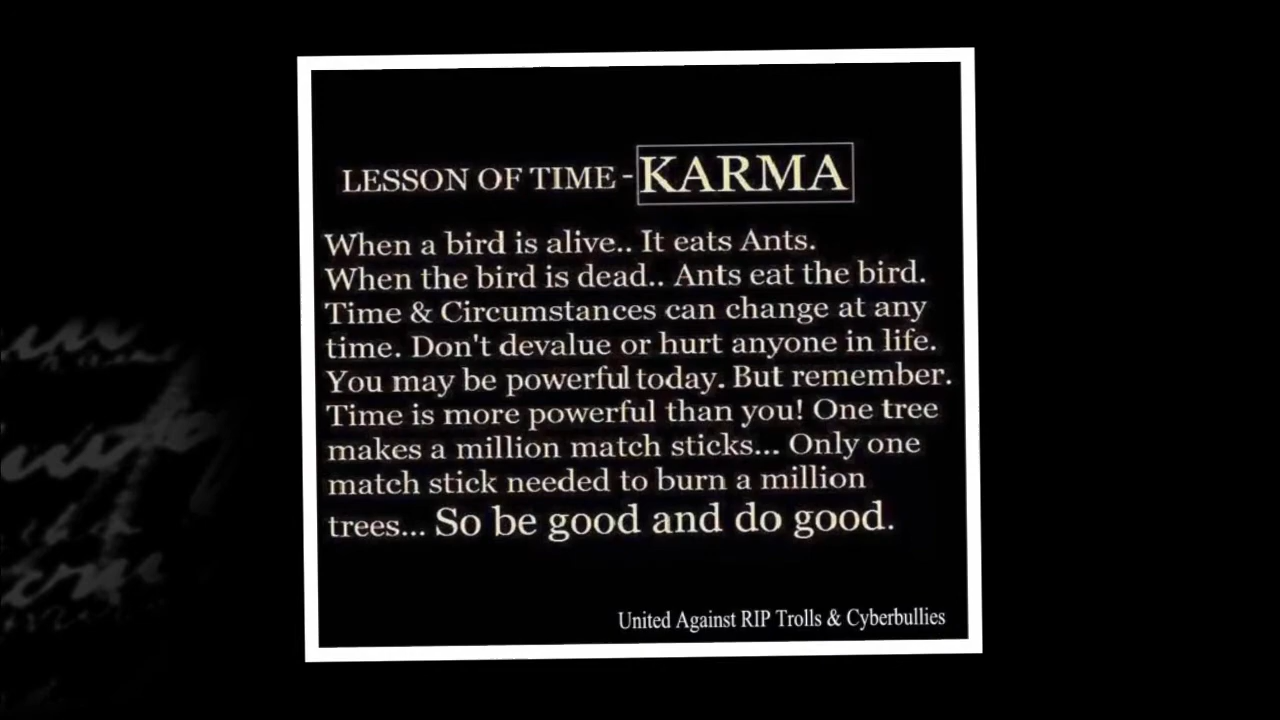 LESSON OF TIME - KARMA
When a bird is alive.. It eats Ants.
When the bird is dead.. Ants eat the bird.
Time & Circumstances can change at any
time. Don't devalue or hurt anyone in life.
You may be powerful today. But remember.
Time is more powerful than you! One tree
makes a million match sticks... Only one
match stick needed to burn a million
trees... So be good and do good.
United Against RIP Trolls & Cyberbullies